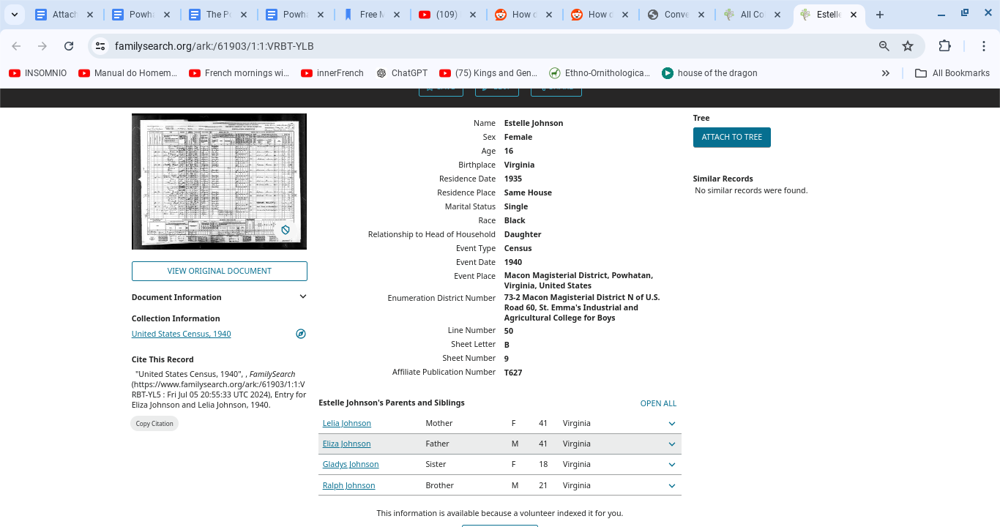 Attach
Powha
The Po
Powha
Free M
(109)
How c
How c
Conve
All Co
Estelle
familysearch.org/ark:/61903/1:1:VRBT-YLB
INSOMNIO
Manual do Homem...
French mornings wi...
innerFrench
ChatGPT
(75) Kings and Gen...
Ethno-Ornithologica...
house of the dragon
All Bookmarks
Name Estelle Johnson
Sex Female
Age 16
Birthplace Virginia
Residence Date 1935
Residence Place Same House
Marital Status Single
Race Black
Relationship to Head of Household Daughter
Event Type Census
Event Date 1940
Event Place Macon Magisterial District, Powhatan,
Virginia, United States
Enumeration District Number 73-2 Macon Magisterial District N of U.S.
Road 60, St. Emma's Industrial and
Agricultural College for Boys
Line Number 50
Sheet Letter B
Sheet Number 9
Affiliate Publication Number T627
Tree
ATTACH TO TREE
Similar Records
No similar records were found.
VIEW ORIGINAL DOCUMENT
Document Information
Collection Information
United States Census, 1940
Cite This Record
"United States Census, 1940", , FamilySearch
(https://www.familysearch.org/ark:/61903/1:1:V
RBT-YL5 : Fri Jul 05 20:55:33 UTC 2024), Entry for
Eliza Johnson and Lelia Johnson, 1940.
Copy Citation
Estelle Johnson's Parents and Siblings
OPEN ALL
Lelia Johnson Mother F 41 Virginia
Eliza Johnson Father M 41 Virginia
Gladys Johnson Sister F 18 Virginia
Ralph Johnson Brother M 21 Virginia
This information is available because a volunteer indexed it for you.